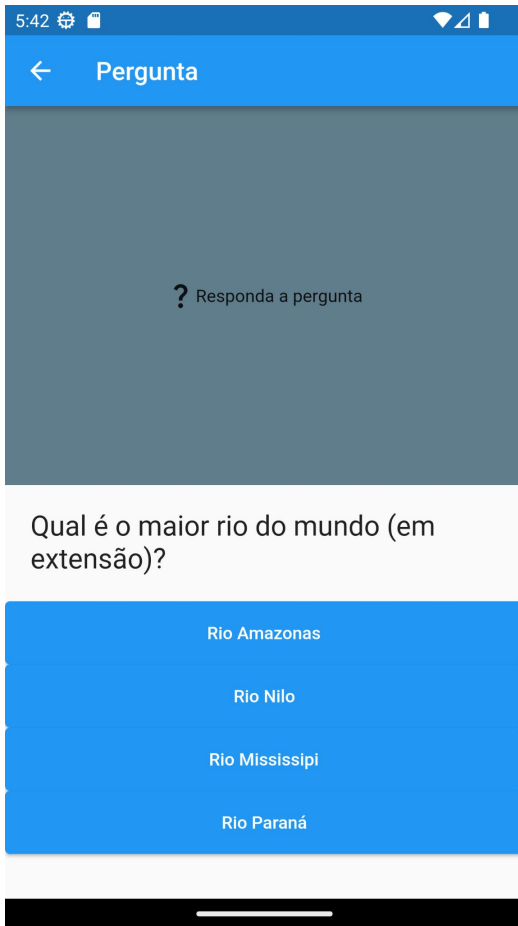 5:42
Pergunta
? Responda a pergunta
Qual é o maior rio do mundo (em
extensão)?
Rio Amazonas
Rio Nilo
Rio Mississipi
Rio Paraná